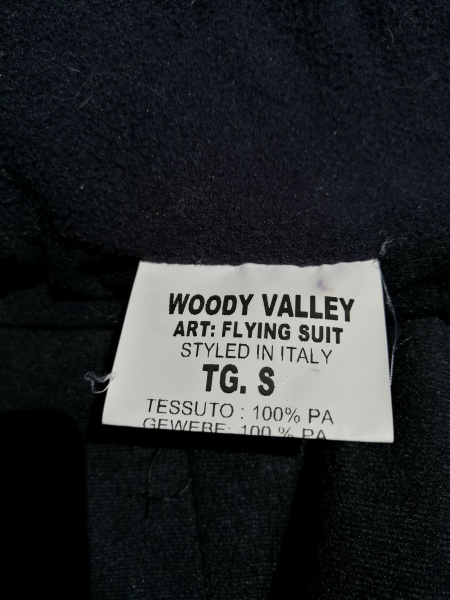 WOODY VALLEY
ART: FLYING SUIT
STYLED IN ITALY
TG. S
TESSUTO : 100% PA
GEWEBE: 100 % PA